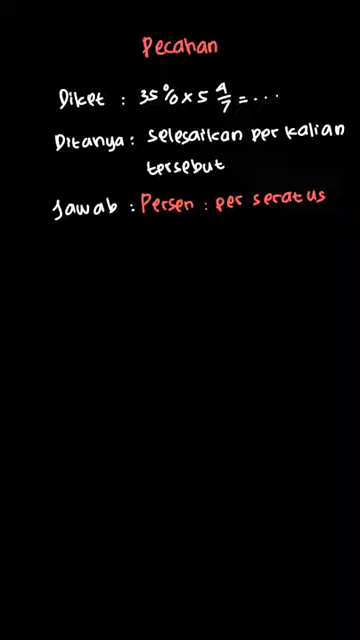 Pecahan
Diket : 35% x 5 4/7 = ...
Ditanya : selesaikan perkalian
tersebut
Jawab : Persen : per seratus